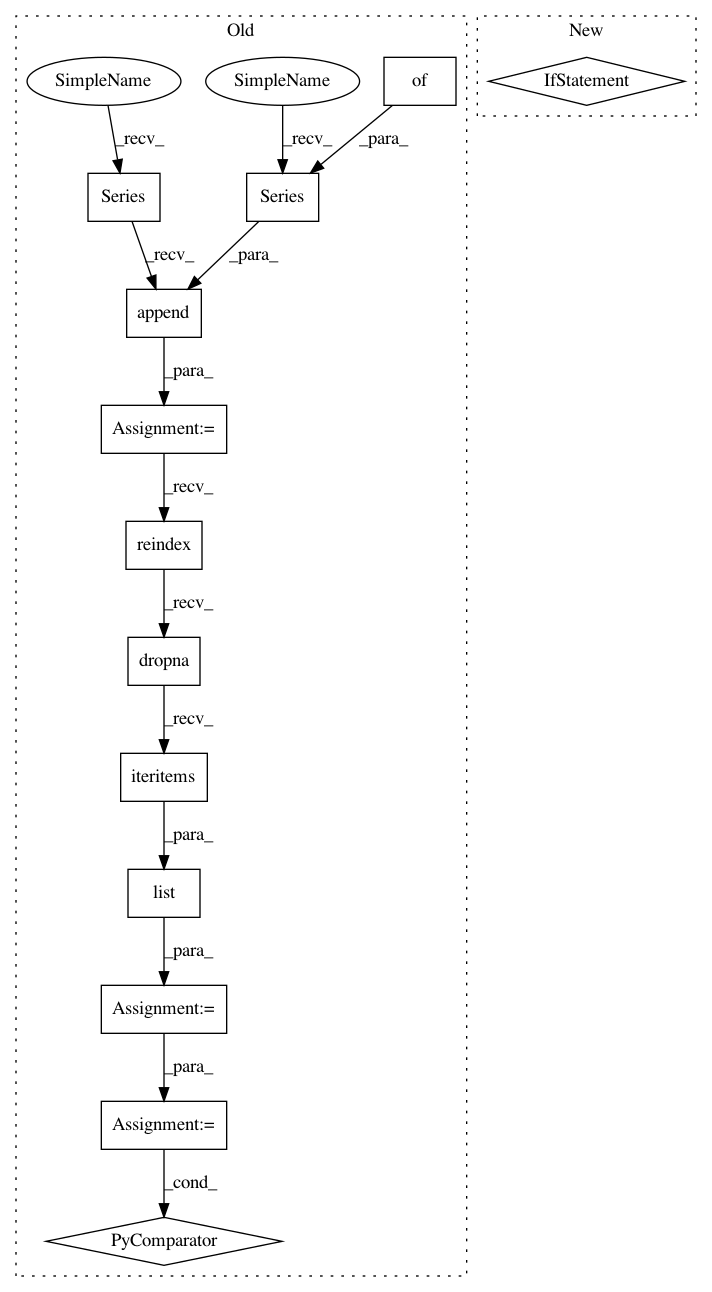 Old
New
SimpleName
SimpleName
of
IfStatement
_recv_
_recv_
_para_
Series
Series
_recv_
_para_
append
_para_
Assignment:=
_recv_
reindex
_recv_
dropna
_recv_
iteritems
_para_
list
_para_
Assignment:=
_para_
Assignment:=
_cond_
PyComparator